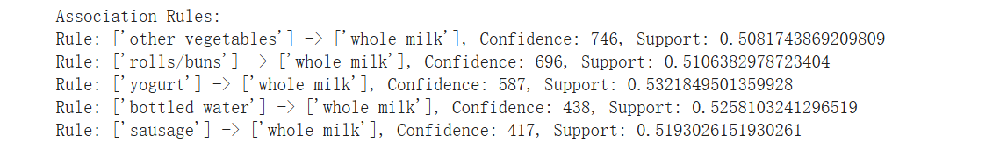 Association Rules:
Rule: ['other vegetables'] -> ['whole milk'], Confidence: 746, Support: 0.5081743869209809
Rule: ['rolls/buns'] -> ['whole milk'], Confidence: 696, Support: 0.5106382978723404
Rule: ['yogurt'] -> ['whole milk'], Confidence: 587, Support: 0.5321849501359928
Rule: ['bottled water'] -> ['whole milk'], Confidence: 438, Support: 0.5258103241296519
Rule: ['sausage'] -> ['whole milk'], Confidence: 417, Support: 0.5193026151930261